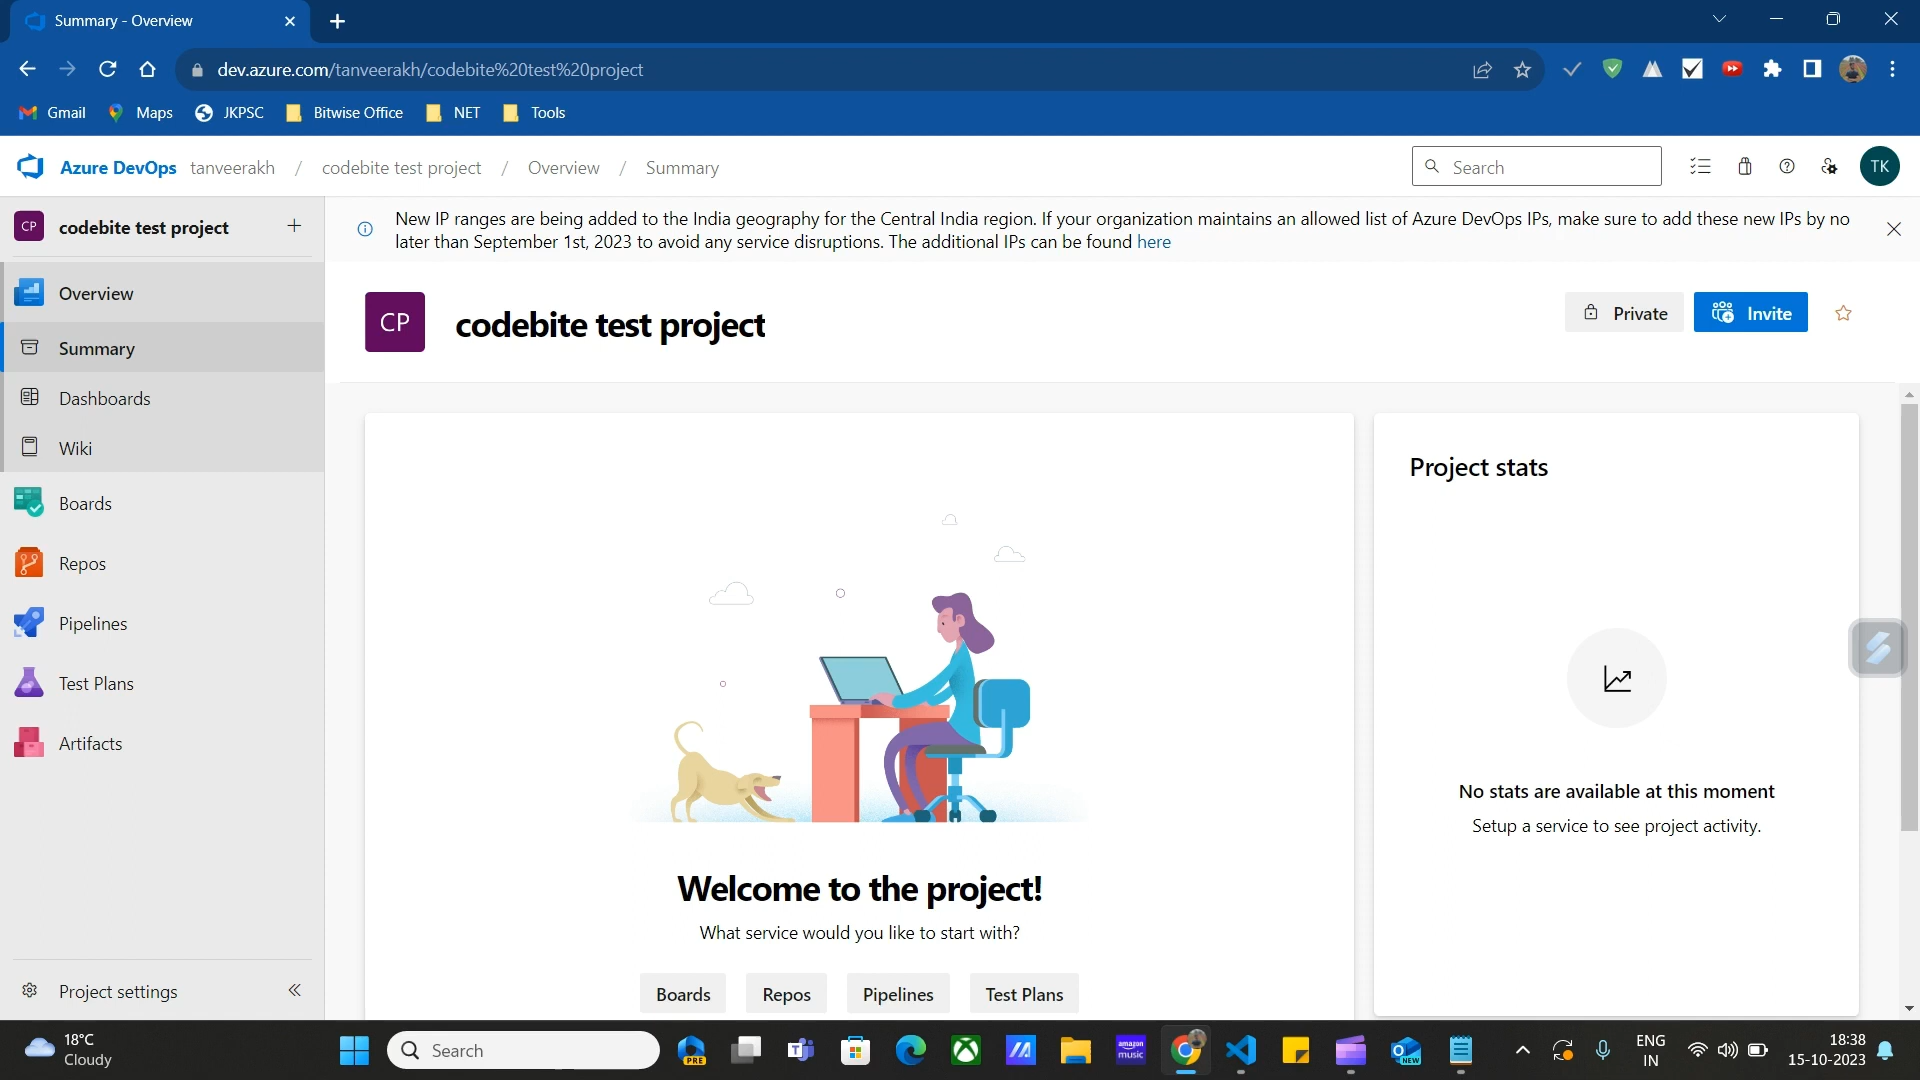 Summary - Overview
dev.azure.com/tanveerakh/codebite%20test%20project
Gmail
Maps
JKPSC
Bitwise Office
NET
Tools
Azure DevOps tanveerakh / codebite test project / Overview / Summary
Search
TK
CP codebite test project
New IP ranges are being added to the India geography for the Central India region. If your organization maintains an allowed list of Azure DevOps IPs, make sure to add these new IPs by no
later than September 1st, 2023 to avoid any service disruptions. The additional IPs can be found here
Overview
Summary
Dashboards
Wiki
Boards
Repos
Pipelines
Test Plans
Artifacts
Project settings
CP codebite test project
Private
Invite
Welcome to the project!
What service would you like to start with?
Boards Repos Pipelines Test Plans
Project stats
No stats are available at this moment
Setup a service to see project activity.
18°C
Cloudy
Search
PRE
amazon
music
NEW
ENG
IN
18:38
15-10-2023